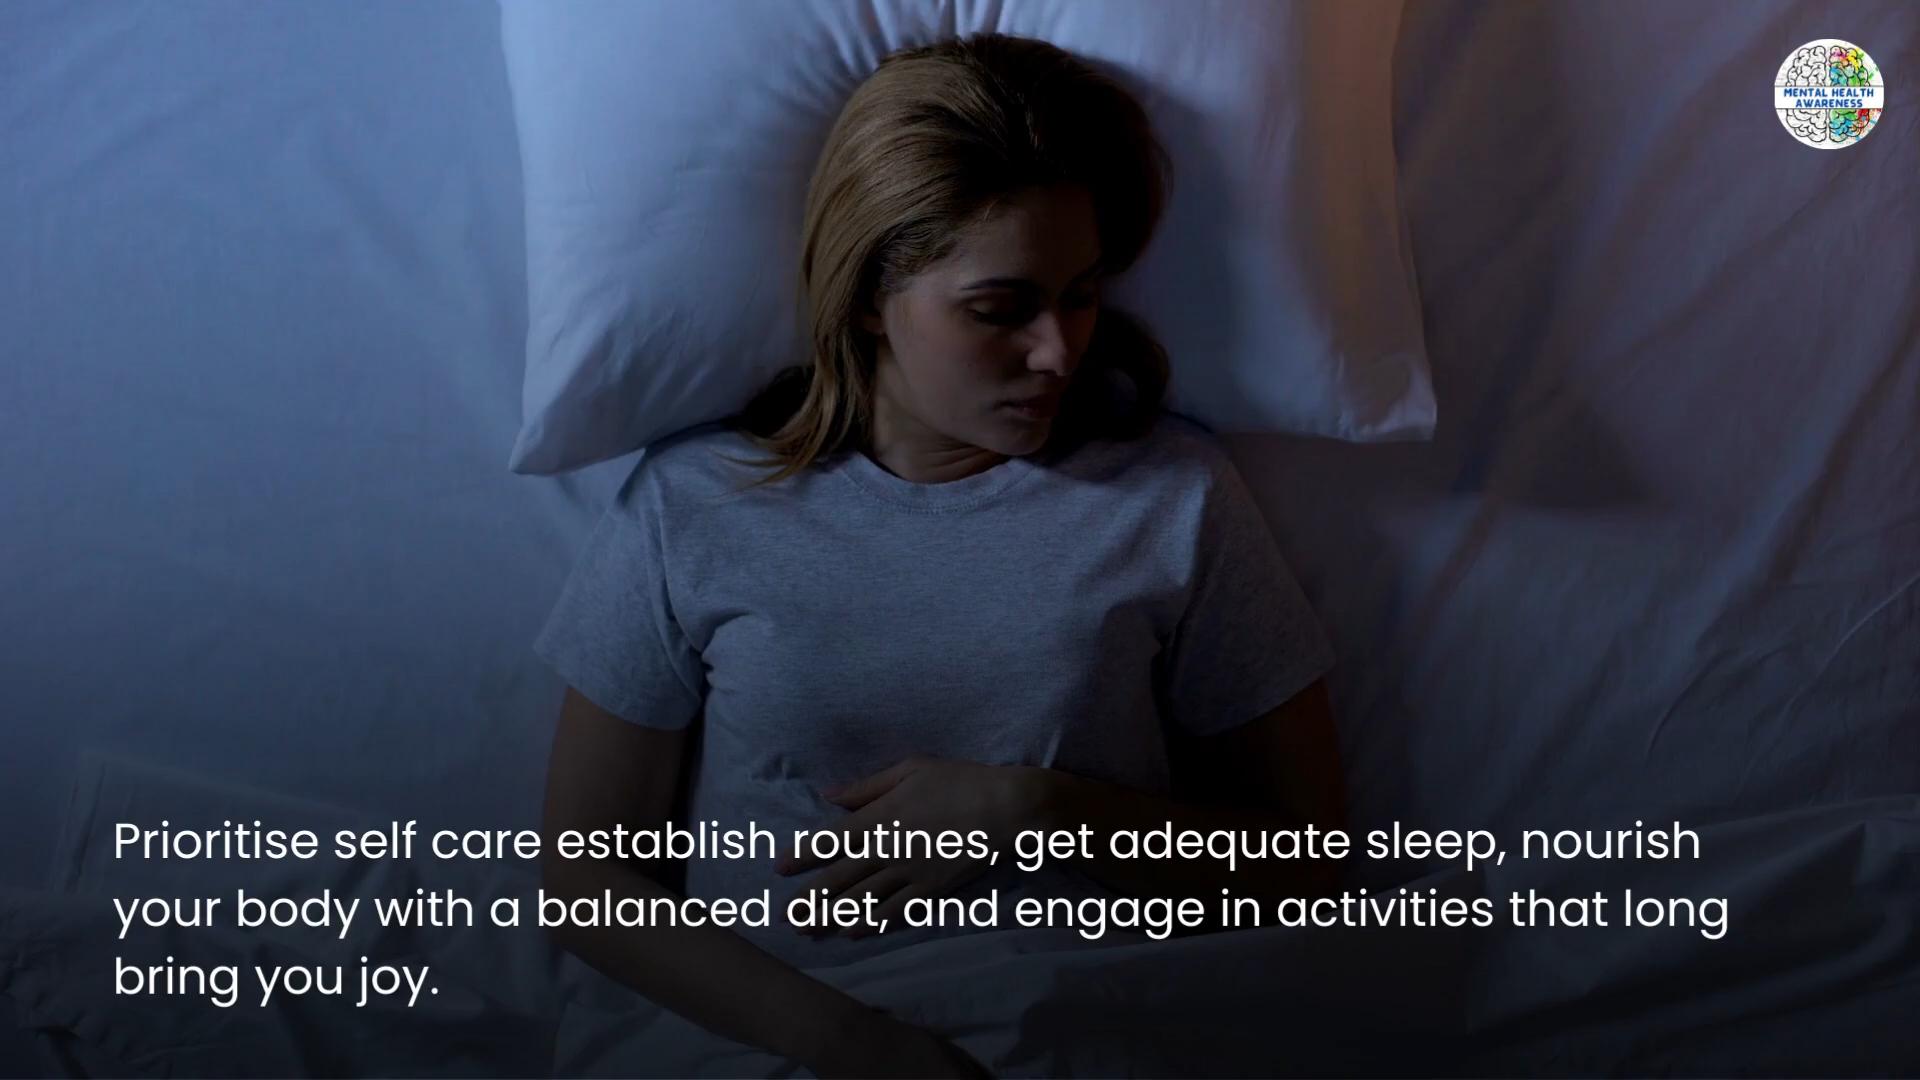 MENTAL HEALTH
AWARENESS
Prioritise self care establish routines, get adequate sleep, nourish
your body with a balanced diet, and engage in activities that long
bring you joy.